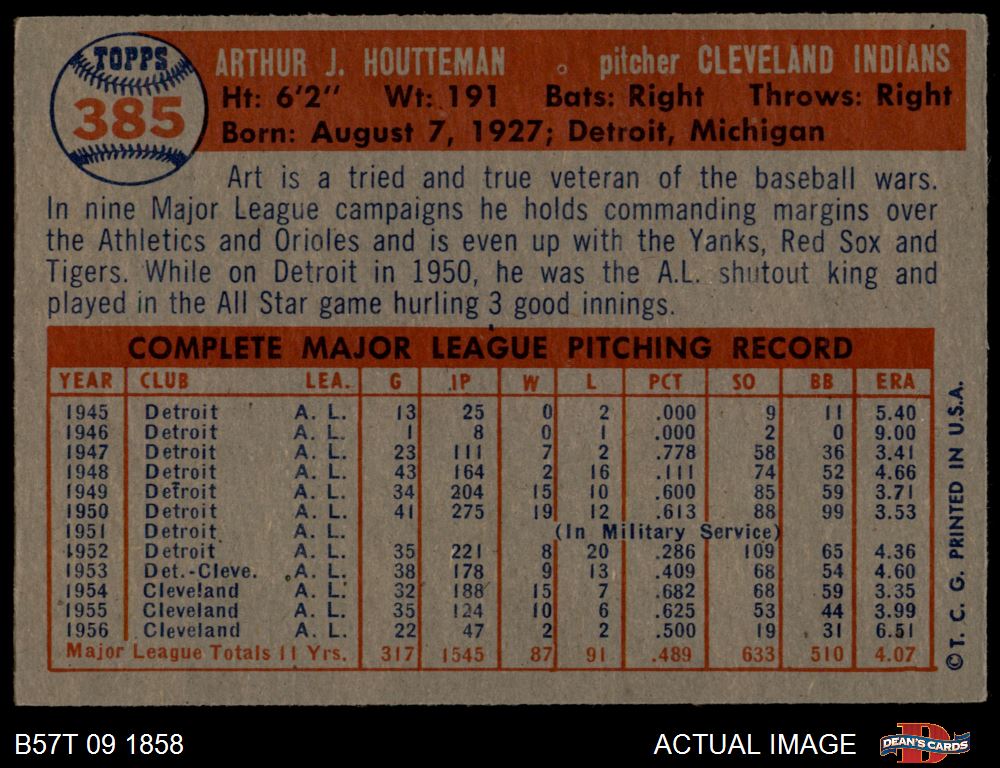 TOPPS
385
ARTHUR J. HOUTTEMAN pitcher CLEVELAND INDIANS
Ht: 6'2" Wt: 191 Bats: Right Throws: Right
Born: August 7, 1927; Detroit, Michigan
Art is a tried and true veteran of the baseball wars.
In nine Major League campaigns he holds commanding margins over
the Athletics and Orioles and is even up with the Yanks, Red Sox and
Tigers. While on Detroit in 1950, he was the A.L. shutout king and
played in the All Star game hurling 3 good innings.
COMPLETE MAJOR LEAGUE PITCHING RECORD
YEAR CLUB LEA. G IP W L PCT SO BB ERA
1945 Detroit A. L. 13 25 0 2 .000 9 11 5.40
1946 Detroit A. L. 1 8 0 1 .000 2 0 9.00
1947 Detroit A. L. 23 111 7 2 .778 58 36 3.41
1948 Detroit A. L. 43 164 2 16 .111 74 52 4.66
1949 Detroit A. L. 34 204 15 10 .600 85 59 3.71
1950 Detroit A. L. 41 275 19 12 .613 88 99 3.53
1951 Detroit A. L. (In Military Service)
1952 Detroit A. L. 35 221 8 20 .286 109 65 4.36
1953 Det.-Cleve. A. L. 38 178 9 13 .409 68 54 4.60
1954 Cleveland A. L. 32 188 15 7 .682 68 59 3.35
1955 Cleveland A. L. 35 124 10 6 .625 53 44 3.99
1956 Cleveland A. L. 22 47 2 2 .500 19 31 6.51
Major League Totals 11 Yrs. 317 1545 87 91 .489 633 510 4.07
© T. C. G. PRINTED IN U.S.A.
B57T 09 1858
ACTUAL IMAGE
DEAN'S CARDS